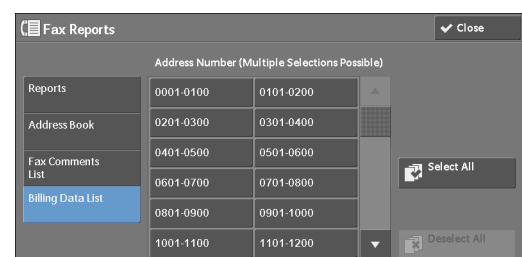 Fax Reports
Close
Address Number (Multiple Selections Possible)
Reports
Address Book
Fax Comments
List
Billing Data List
0001-0100 0101-0200
0201-0300 0301-0400
0401-0500 0501-0600
0601-0700 0701-0800
0801-0900 0901-1000
1001-1100 1101-1200
Select All
Deselect All